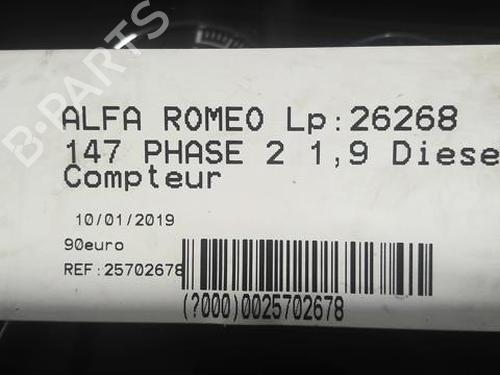 B-PARTS
ALFA ROMEO Lp:26268
147 PHASE 2 1,9 Diese
Compteur
10/01/2019
90euro
REF:25702678
(?000)0025702678